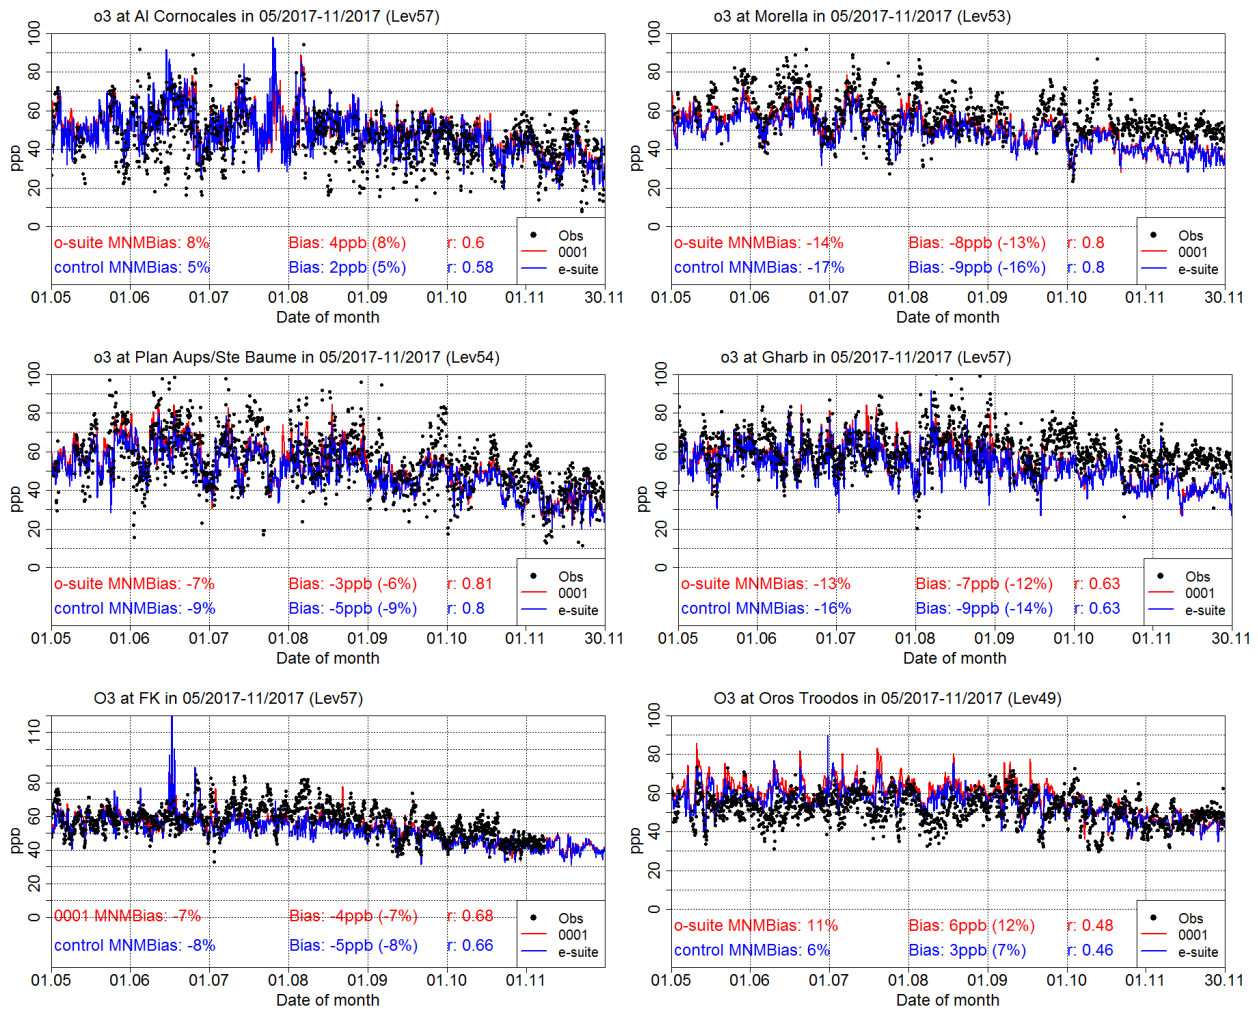 o3 at Al Cornocales in 05/2017-11/2017 (Lev57)
ppb
100
80
60
40
20
0
o-suite MNMBias: 8% Bias: 4ppb (8%) r: 0.6
control MNMBias: 5% Bias: 2ppb (5%) r: 0.58
Obs
0001
e-suite
01.05 01.06 01.07 01.08 01.09 01.10 01.11 30.11
Date of month
o3 at Morella in 05/2017-11/2017 (Lev53)
ppb
100
80
60
40
20
0
o-suite MNMBias: -14% Bias: -8ppb (-13%) r: 0.8
control MNMBias: -17% Bias: -9ppb (-16%) r: 0.8
Obs
0001
e-suite
01.05 01.06 01.07 01.08 01.09 01.10 01.11 30.11
Date of month
o3 at Plan Aups/Ste Baume in 05/2017-11/2017 (Lev54)
ppb
100
80
60
40
20
0
o-suite MNMBias: -7% Bias: -3ppb (-6%) r: 0.81
control MNMBias: -9% Bias: -5ppb (-9%) r: 0.8
Obs
0001
e-suite
01.05 01.06 01.07 01.08 01.09 01.10 01.11 30.11
Date of month
o3 at Gharb in 05/2017-11/2017 (Lev57)
ppb
100
80
60
40
20
0
o-suite MNMBias: -13% Bias: -7ppb (-12%) r: 0.63
control MNMBias: -16% Bias: -9ppb (-14%) r: 0.63
Obs
0001
e-suite
01.05 01.06 01.07 01.08 01.09 01.10 01.11 30.11
Date of month
O3 at FK in 05/2017-11/2017 (Lev57)
ppb
110
80
60
40
20
0
0001 MNMBias: -7% Bias: -4ppb (-7%) r: 0.68
control MNMBias: -8% Bias: -5ppb (-8%) r: 0.66
Obs
0001
e-suite
01.05 01.06 01.07 01.08 01.09 01.10 01.11
Date of month
O3 at Oros Troodos in 05/2017-11/2017 (Lev49)
ppb
100
80
60
40
20
0
o-suite MNMBias: 11% Bias: 6ppb (12%) r: 0.48
control MNMBias: 6% Bias: 3ppb (7%) r: 0.46
Obs
0001
e-suite
01.05 01.06 01.07 01.08 01.09 01.10 01.11 30.11
Date of month